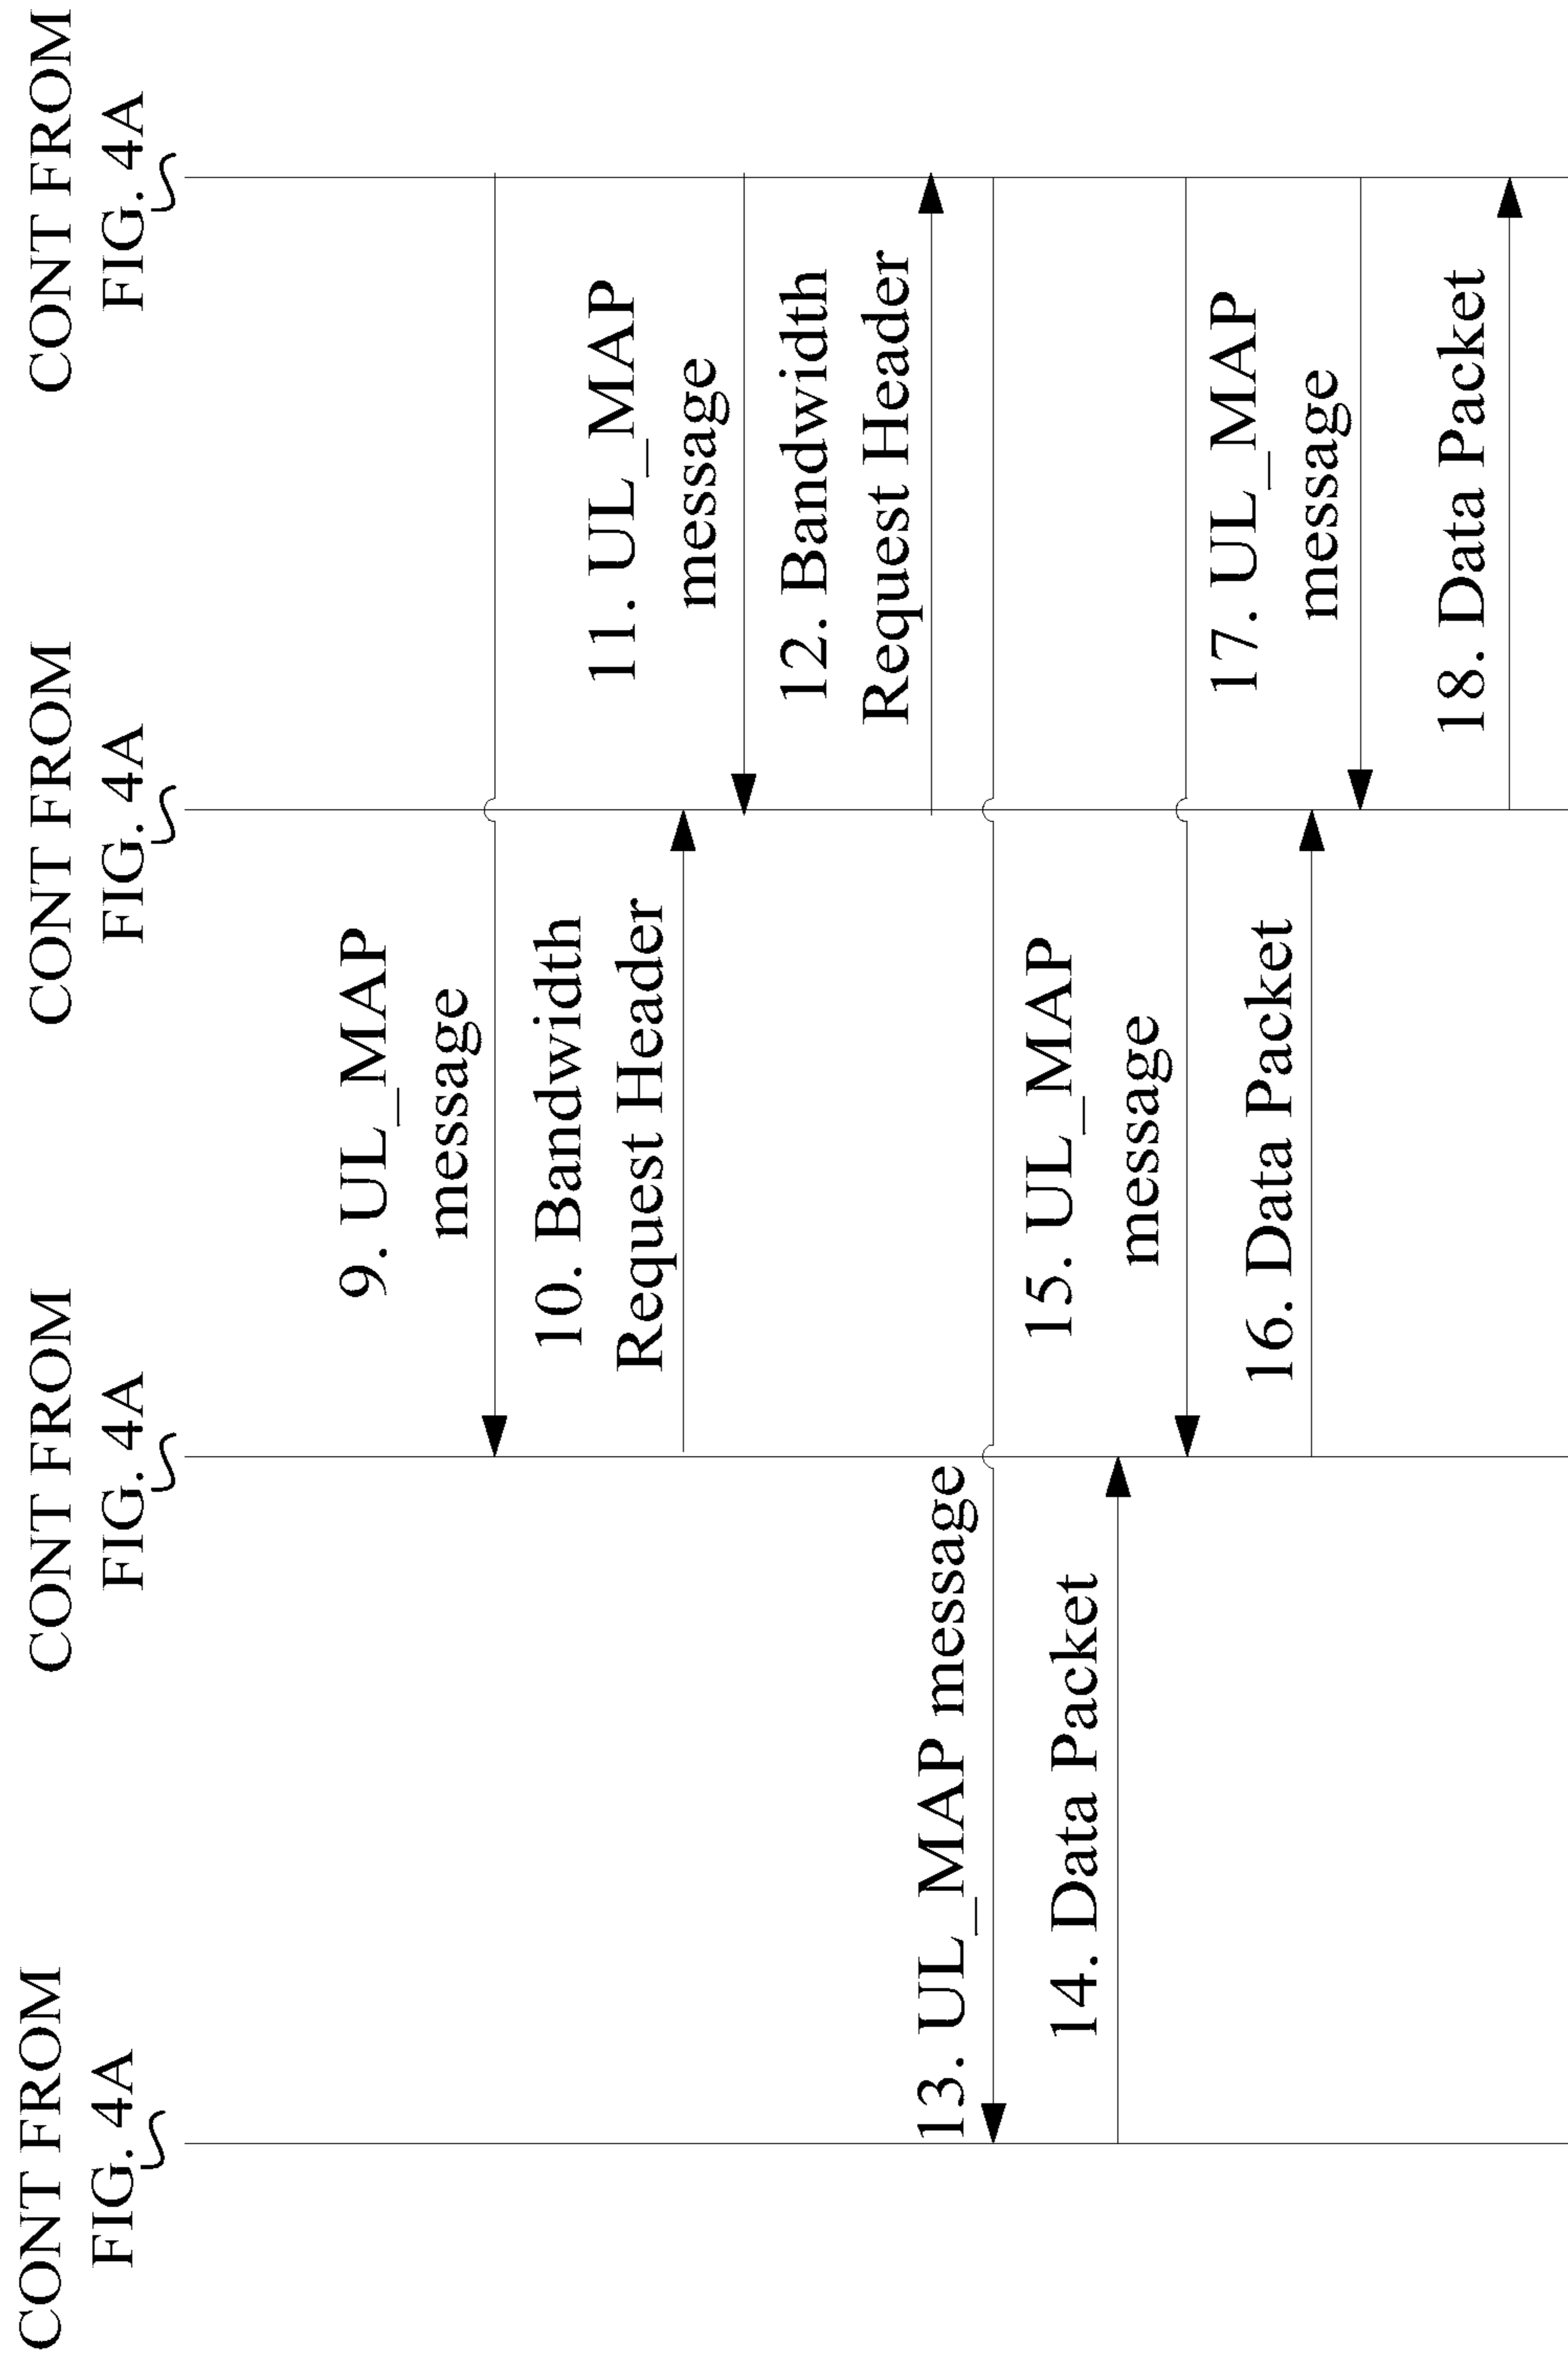 CONT FROM
FIG. 4A
CONT FROM
FIG. 4A
CONT FROM
FIG. 4A
CONT FROM
FIG. 4A
9. UL_MAP
message
10. Bandwidth
Request Header
11. UL_MAP
message
12. Bandwidth
Request Header
13. UL_MAP message
14. Data Packet
15. UL_MAP
message
16. Data Packet
17. UL_MAP
message
18. Data Packet